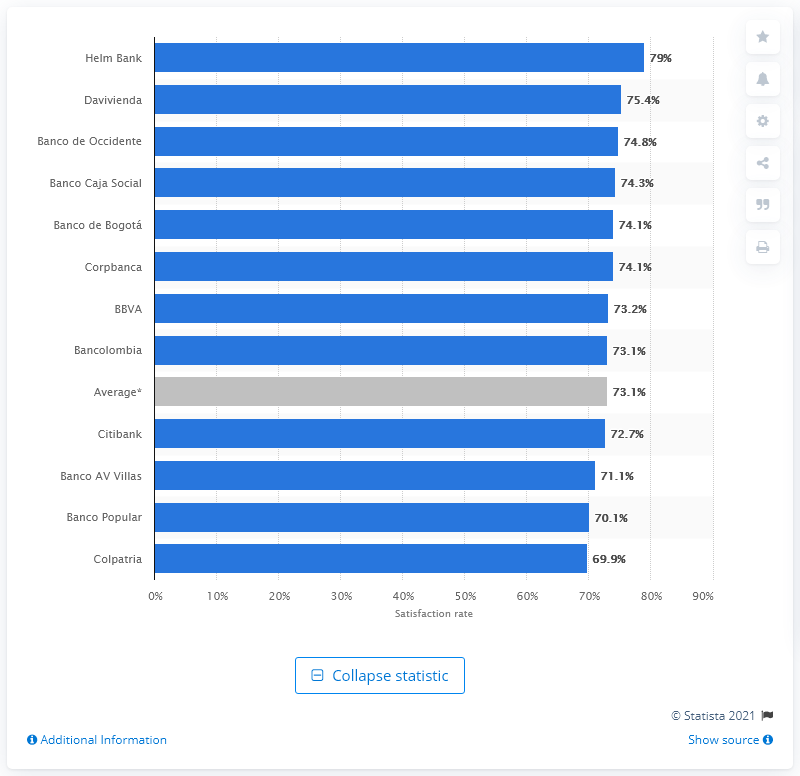 Helm Bank 79%
Davivienda 75.4%
Banco de Occidente 74.8%
Banco Caja Social 74.3%
Banco de Bogotá 74.1%
Corpbanca 74.1%
BBVA 73.2%
Bancolombia 73.1%
Average* 73.1%
Citibank 72.7%
Banco AV Villas 71.1%
Banco Popular 70.1%
Colpatria 69.9%
0% 10% 20% 30% 40% 50% 60% 70% 80% 90%
Satisfaction rate
Collapse statistic
© Statista 2021
Additional Information Show source